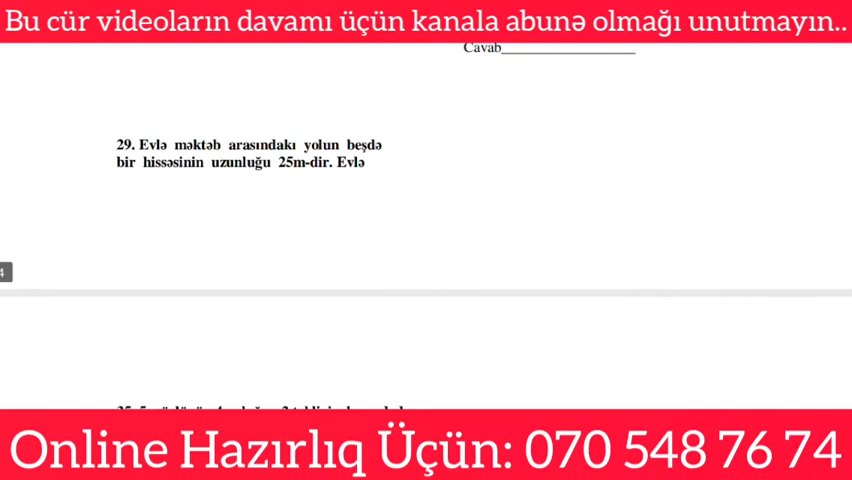 Bu cür videoların davamı üçün kanala abunə olmağı unutmayın..
Cavab_________________
29. Evlə məktəb arasındakı yolun beşdə
bir hissəsinin uzunluğu 25m-dir. Evlə
4
Online Hazırlıq Üçün: 070 548 76 74